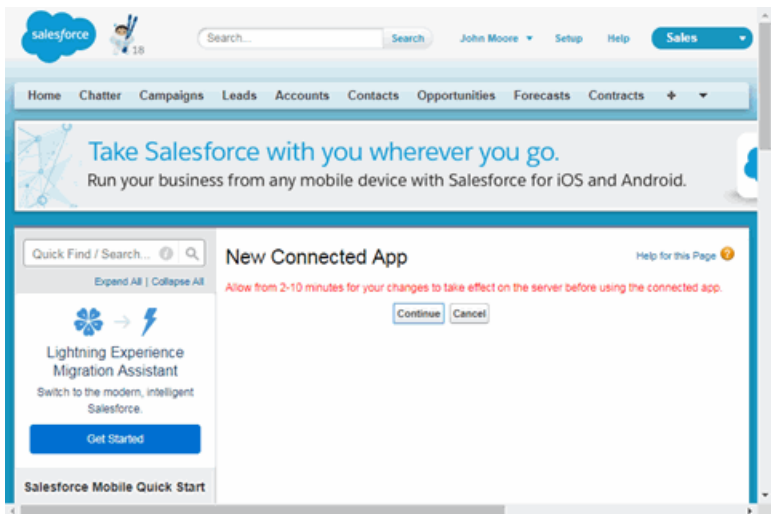 salesforce
18
Search...
Search
John Moore
Setup
Help
Sales
Home Chatter Campaigns Leads Accounts Contacts Opportunities Forecasts Contracts +
Take Salesforce with you wherever you go.
Run your business from any mobile device with Salesforce for iOS and Android.
Quick Find / Search...
Expand All | Collapse All
Lightning Experience
Migration Assistant
Switch to the modern, intelligent
Salesforce.
Get Started
Salesforce Mobile Quick Start
New Connected App
Help for this Page
Allow from 2-10 minutes for your changes to take effect on the server before using the connected app.
Continue Cancel